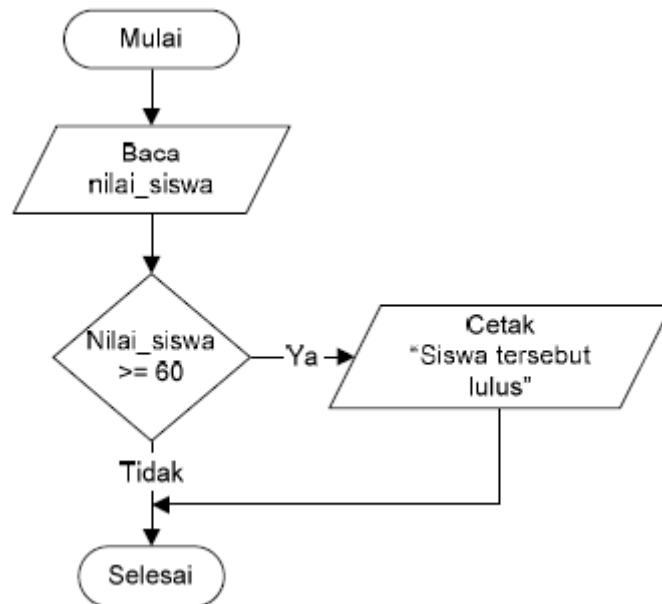 Mulai
Baca
nilai_siswa
Nilai_siswa
>= 60
Ya
Cetak
“Siswa tersebut
lulus”
Tidak
Selesai